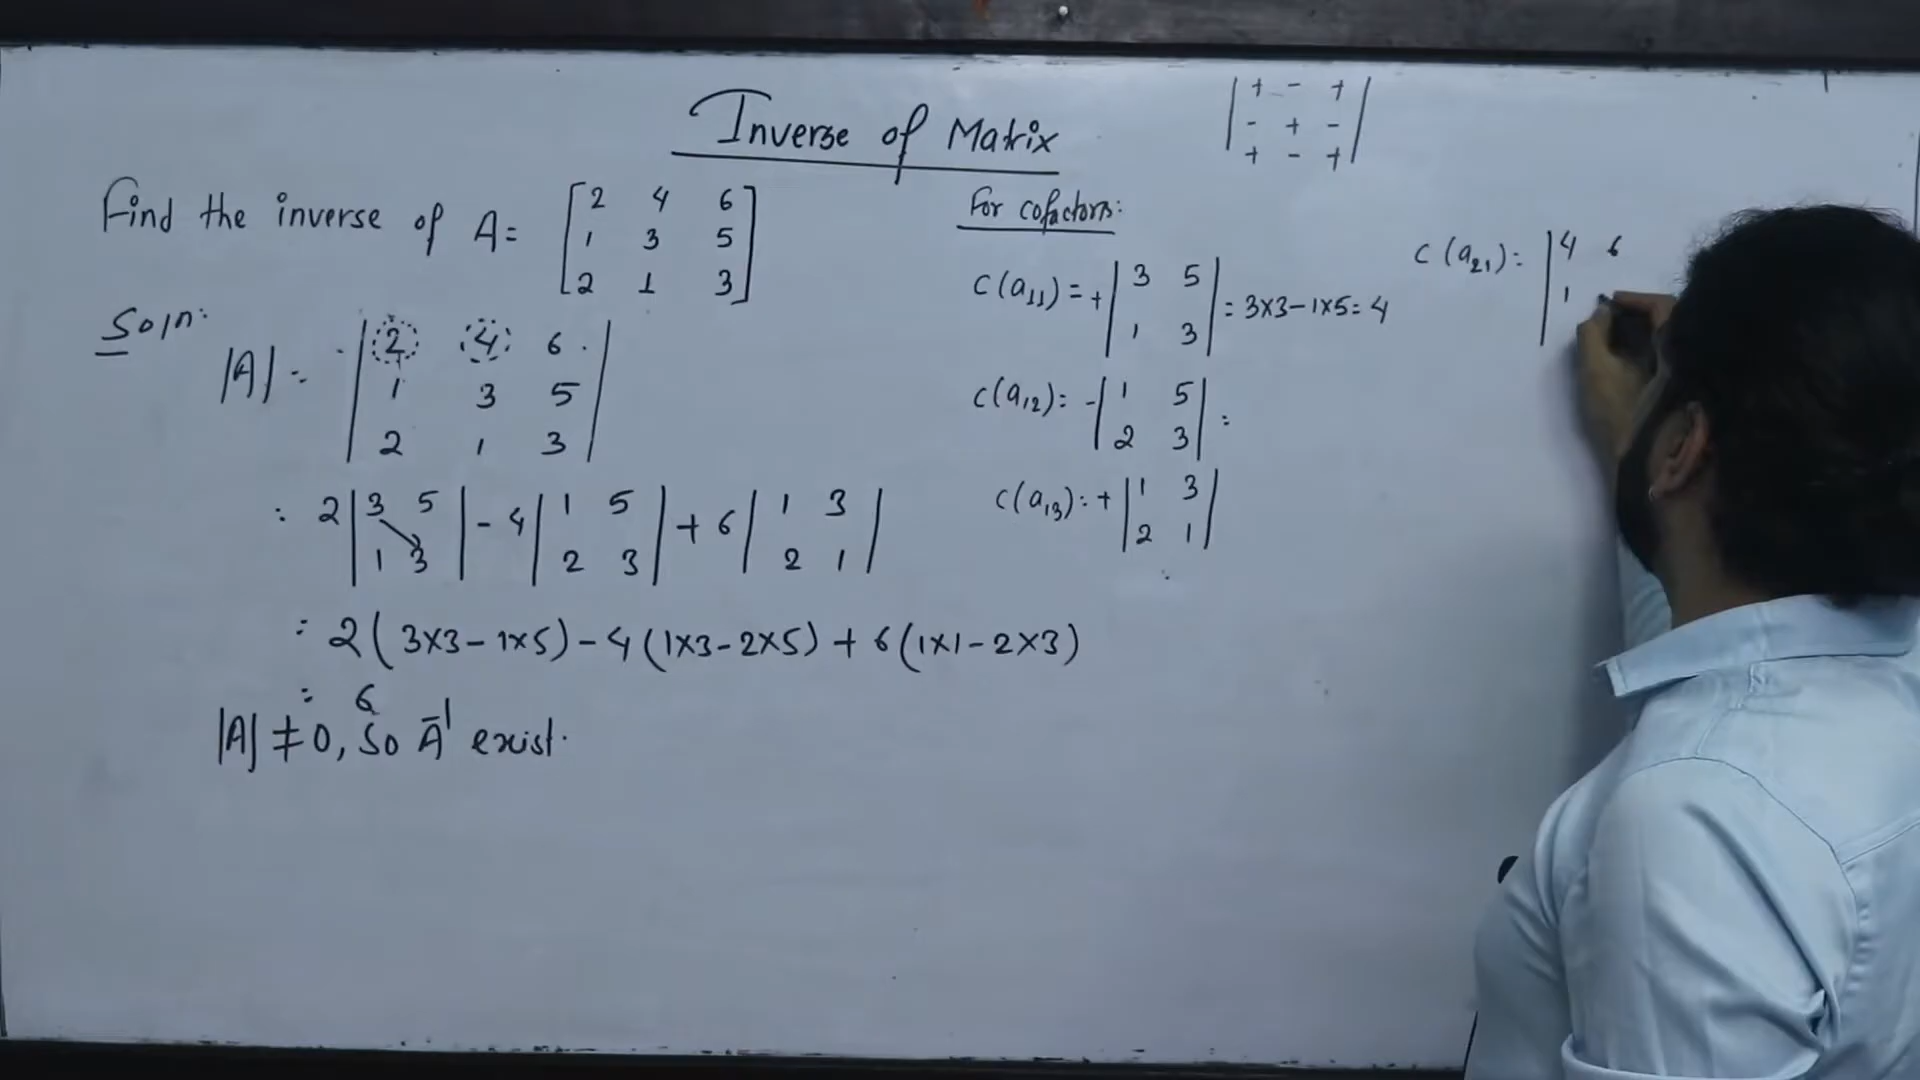 Inverse of Matrix
+ - +
- + -
+ - +
Find the inverse of A = [2 4 6
1 3 5
2 1 3]
Soln:
|A| = |2 4 6
1 3 5
2 1 3|
= 2|3 5 - 4|1 5 + 6|1 3
1 3| 2 3| 2 1|
= 2(3×3-1×5)-4(1×3-2×5)+6(1×1-2×3)
= 6
|A| ≠ 0, So A⁻¹ exist.
For cofactors:
C(a₁₁) = +|3 5
1 3| = 3×3-1×5 = 4
C(a₁₂) = -|1 5
2 3| =
C(a₁₃) = +|1 3
2 1|
C(a₂₁) = |4 6
1